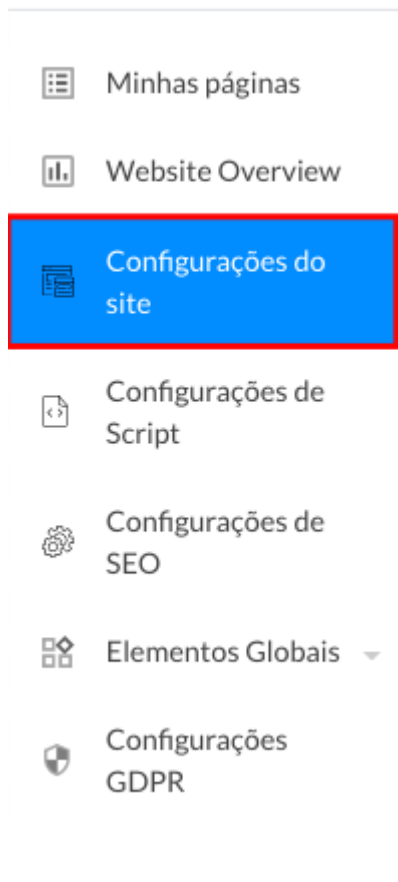 Minhas páginas
Website Overview
Configurações do
site
Configurações de
Script
Configurações de
SEO
Elementos Globais
Configurações
GDPR